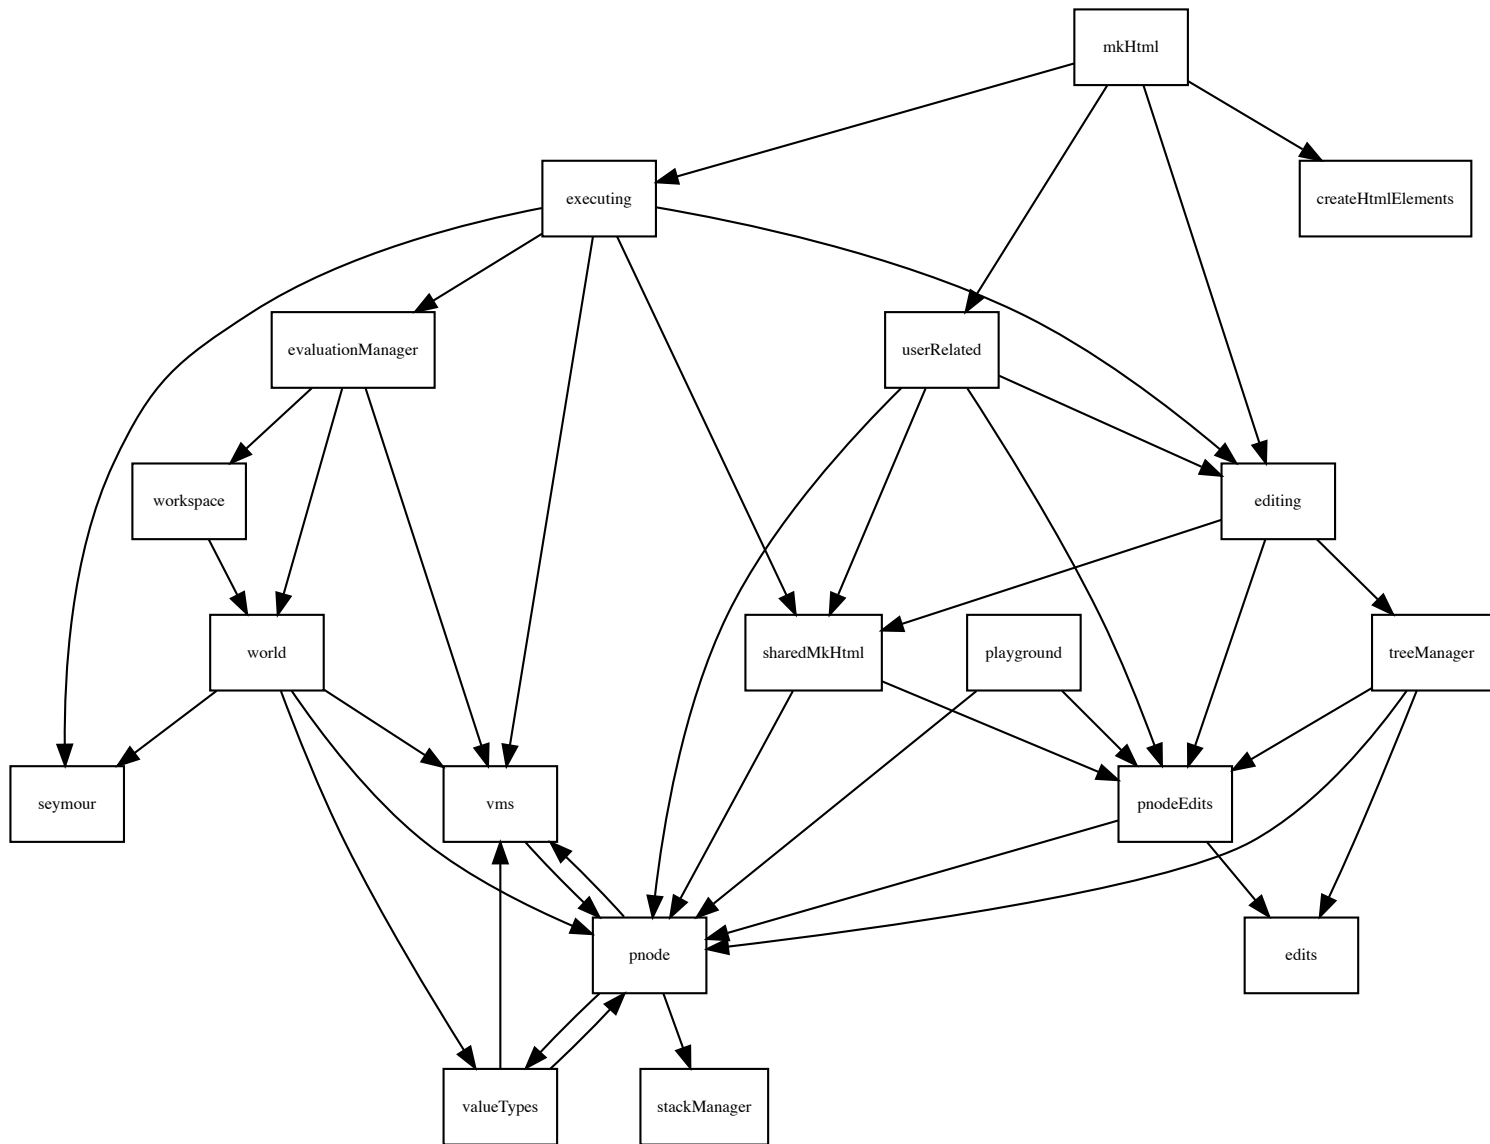 mkHtml
executing
createHtmlElements
evaluationManager
userRelated
workspace
editing
world
sharedMkHtml
playground
treeManager
seymour
vms
pnodeEdits
pnode
edits
valueTypes
stackManager